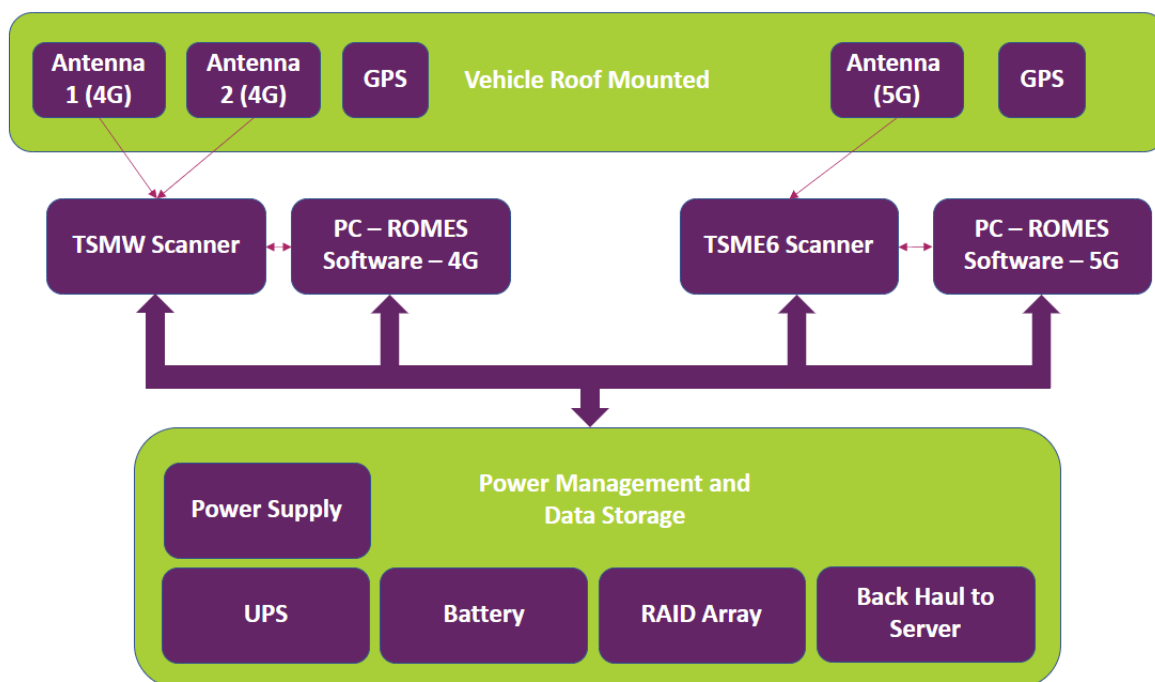 Antenna
1 (4G)
Antenna
2 (4G)
GPS
Vehicle Roof Mounted
Antenna
(5G)
GPS
TSMW Scanner
PC – ROMES
Software – 4G
TSME6 Scanner
PC – ROMES
Software – 5G
Power Management and
Data Storage
Power Supply
UPS
Battery
RAID Array
Back Haul to
Server